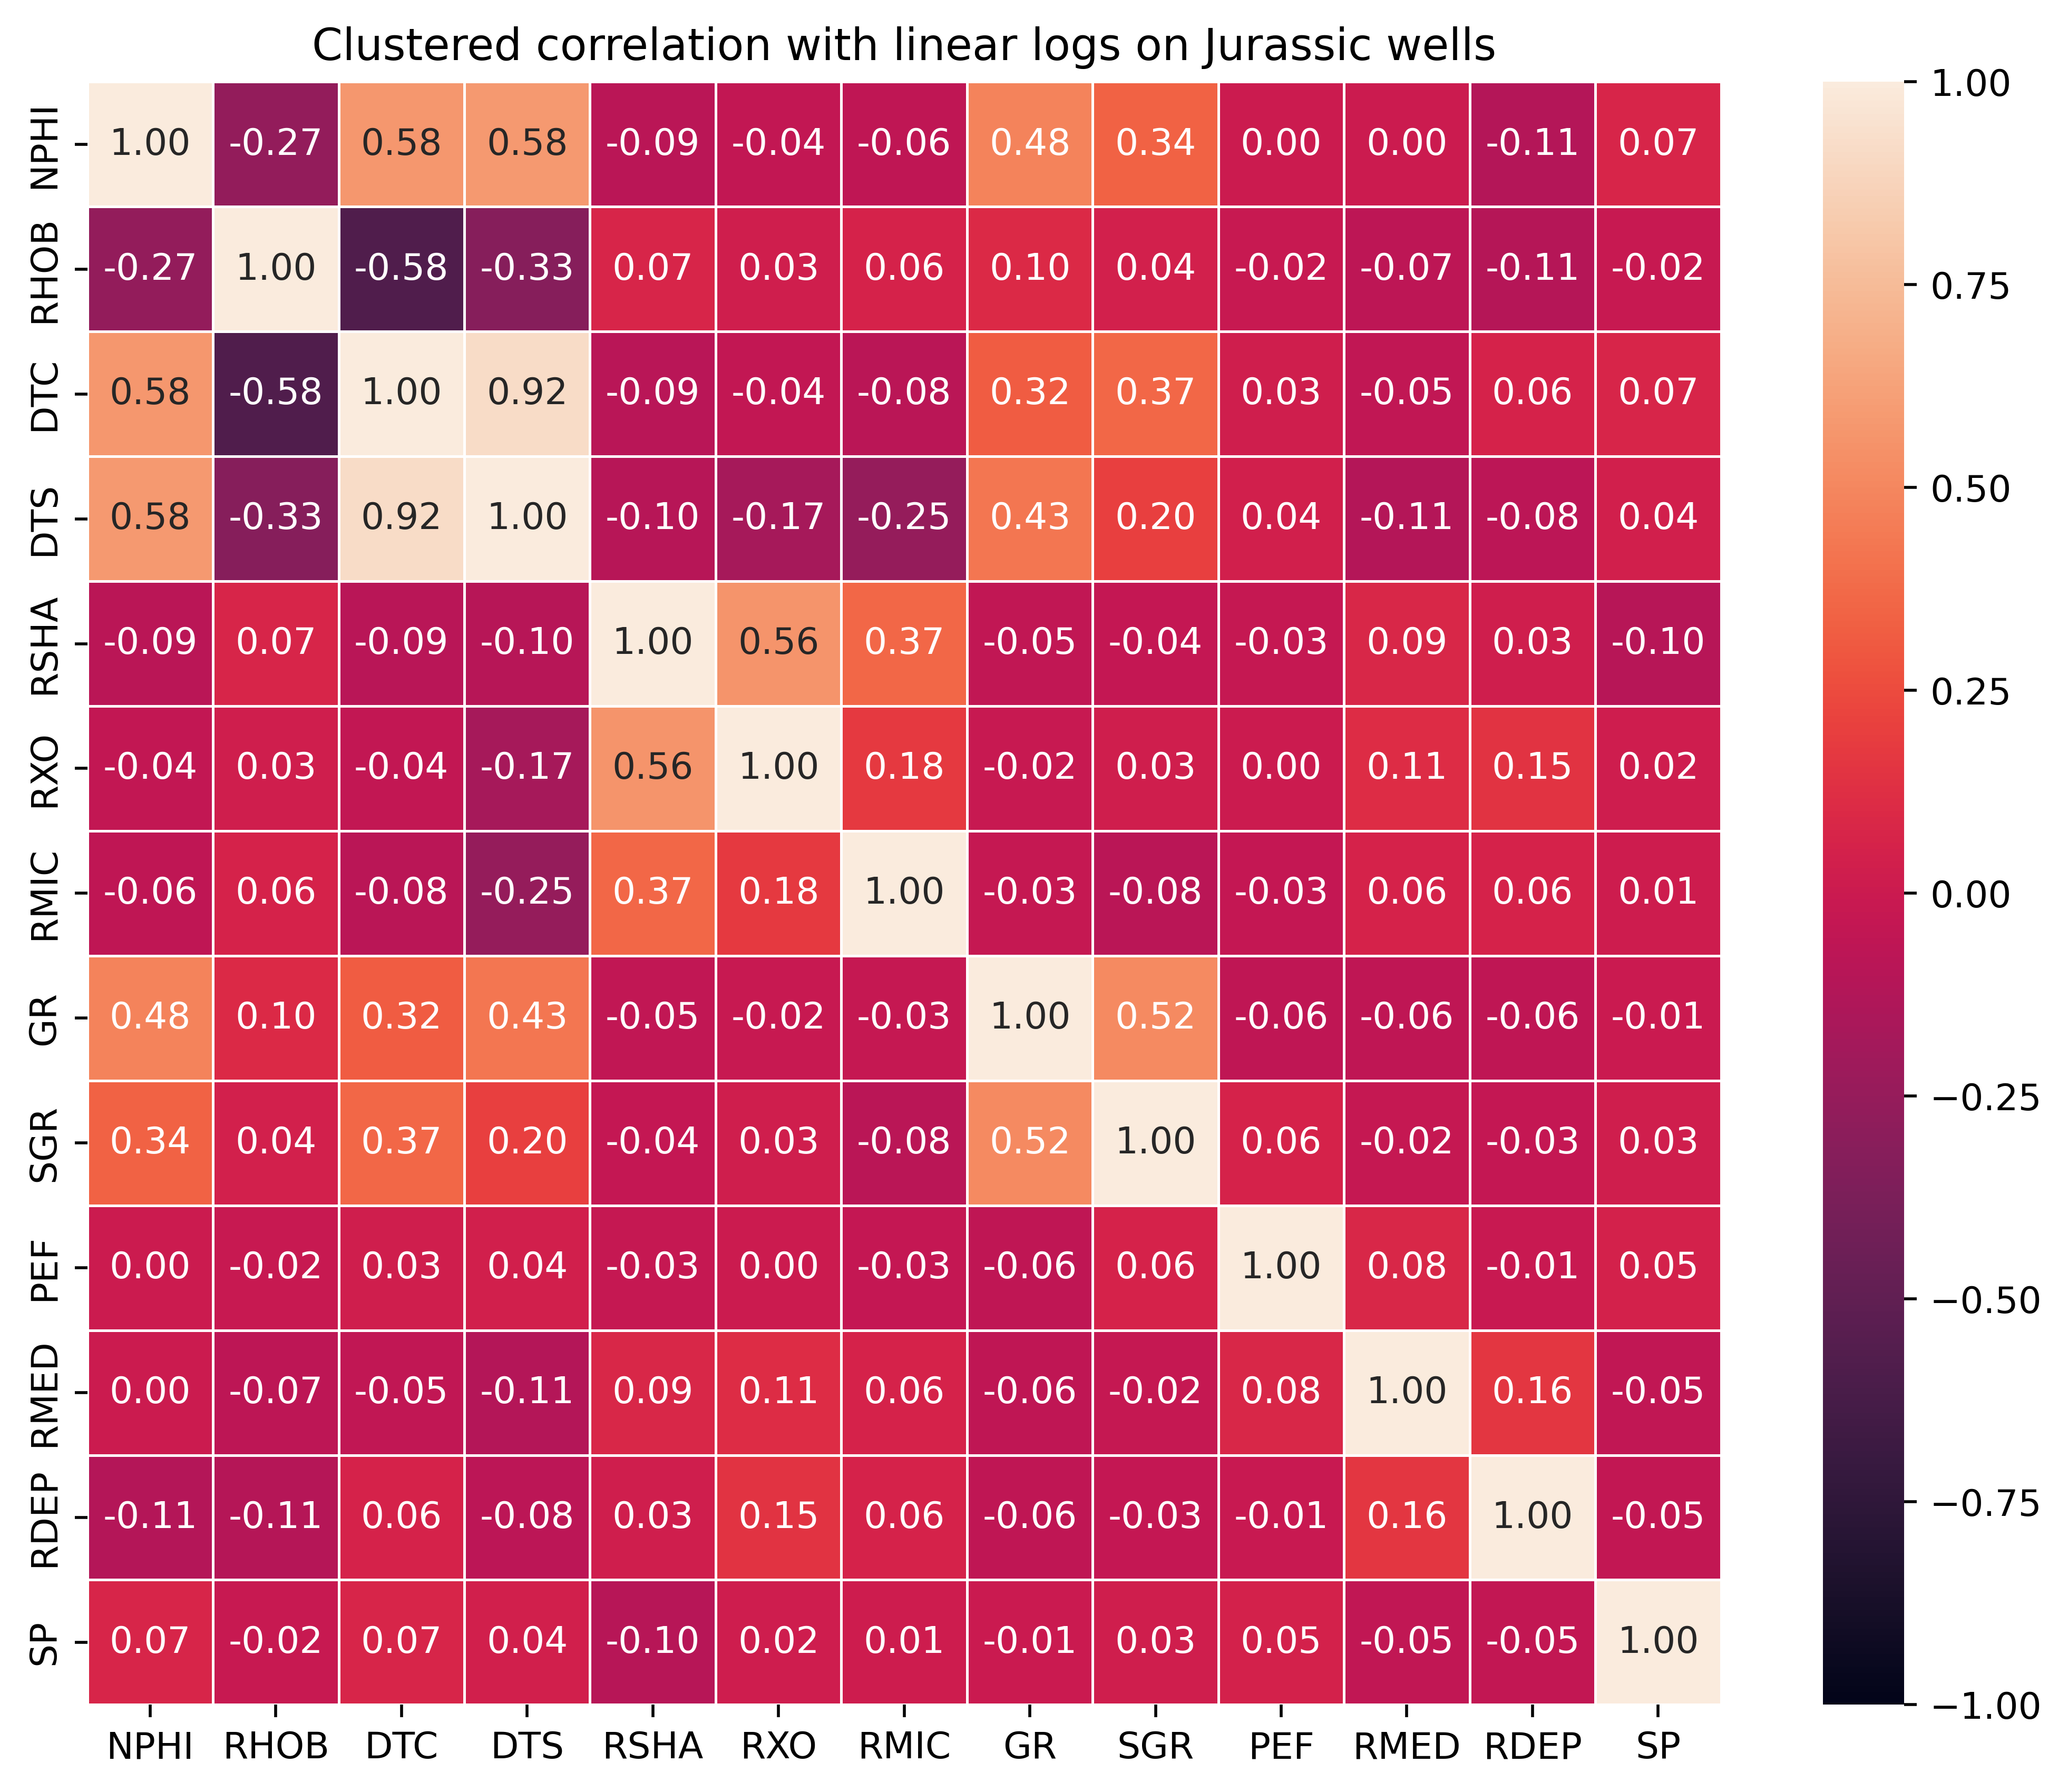 Clustered correlation with linear logs on Jurassic wells
NPHI 1.00 -0.27 0.58 0.58 -0.09 -0.04 -0.06 0.48 0.34 0.00 0.00 -0.11 0.07
RHOB -0.27 1.00 -0.58 -0.33 0.07 0.03 0.06 0.10 0.04 -0.02 -0.07 -0.11 -0.02
DTC 0.58 -0.58 1.00 0.92 -0.09 -0.04 -0.08 0.32 0.37 0.03 -0.05 0.06 0.07
DTS 0.58 -0.33 0.92 1.00 -0.10 -0.17 -0.25 0.43 0.20 0.04 -0.11 -0.08 0.04
RSHA -0.09 0.07 -0.09 -0.10 1.00 0.56 0.37 -0.05 -0.04 -0.03 0.09 0.03 -0.10
RXO -0.04 0.03 -0.04 -0.17 0.56 1.00 0.18 -0.02 0.03 0.00 0.11 0.15 0.02
RMIC -0.06 0.06 -0.08 -0.25 0.37 0.18 1.00 -0.03 -0.08 -0.03 0.06 0.06 0.01
GR 0.48 0.10 0.32 0.43 -0.05 -0.02 -0.03 1.00 0.52 -0.06 -0.06 -0.06 -0.01
SGR 0.34 0.04 0.37 0.20 -0.04 0.03 -0.08 0.52 1.00 0.06 -0.02 -0.03 0.03
PEF 0.00 -0.02 0.03 0.04 -0.03 0.00 -0.03 -0.06 0.06 1.00 0.08 -0.01 0.05
RMED 0.00 -0.07 -0.05 -0.11 0.09 0.11 0.06 -0.06 -0.02 0.08 1.00 0.16 -0.05
RDEP -0.11 -0.11 0.06 -0.08 0.03 0.15 0.06 -0.06 -0.03 -0.01 0.16 1.00 -0.05
SP 0.07 -0.02 0.07 0.04 -0.10 0.02 0.01 -0.01 0.03 0.05 -0.05 -0.05 1.00
NPHI RHOB DTC DTS RSHA RXO RMIC GR SGR PEF RMED RDEP SP
1.00
0.75
0.50
0.25
0.00
−0.25
−0.50
−0.75
−1.00